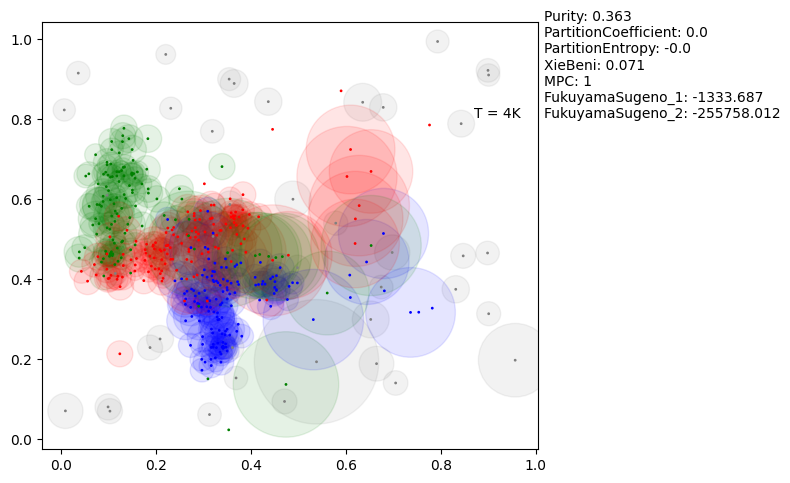 Purity: 0.363
PartitionCoefficient: 0.0
PartitionEntropy: -0.0
XieBeni: 0.071
MPC: 1
FukuyamaSugeno_1: -1333.687
FukuyamaSugeno_2: -255758.012
T = 4K
1.0
0.8
0.6
0.4
0.2
0.0
0.0 0.2 0.4 0.6 0.8 1.0